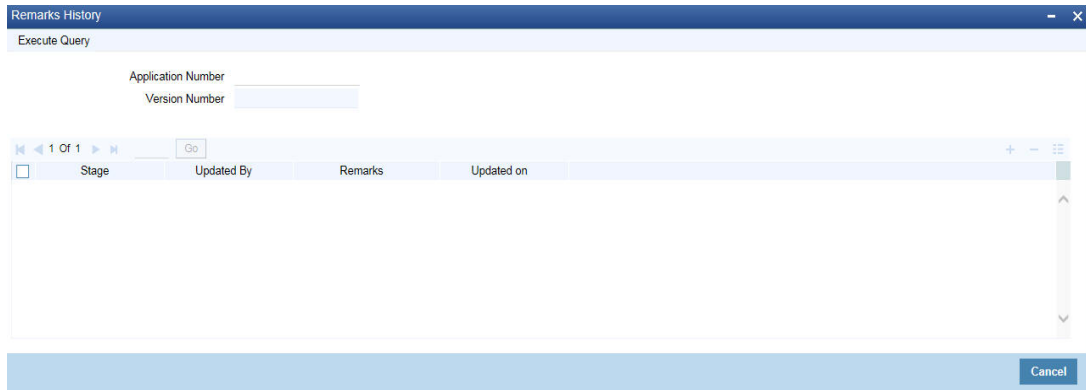 Remarks History
Execute Query
Application Number
Version Number
1 Of 1 Go
Stage Updated By Remarks Updated on
Cancel